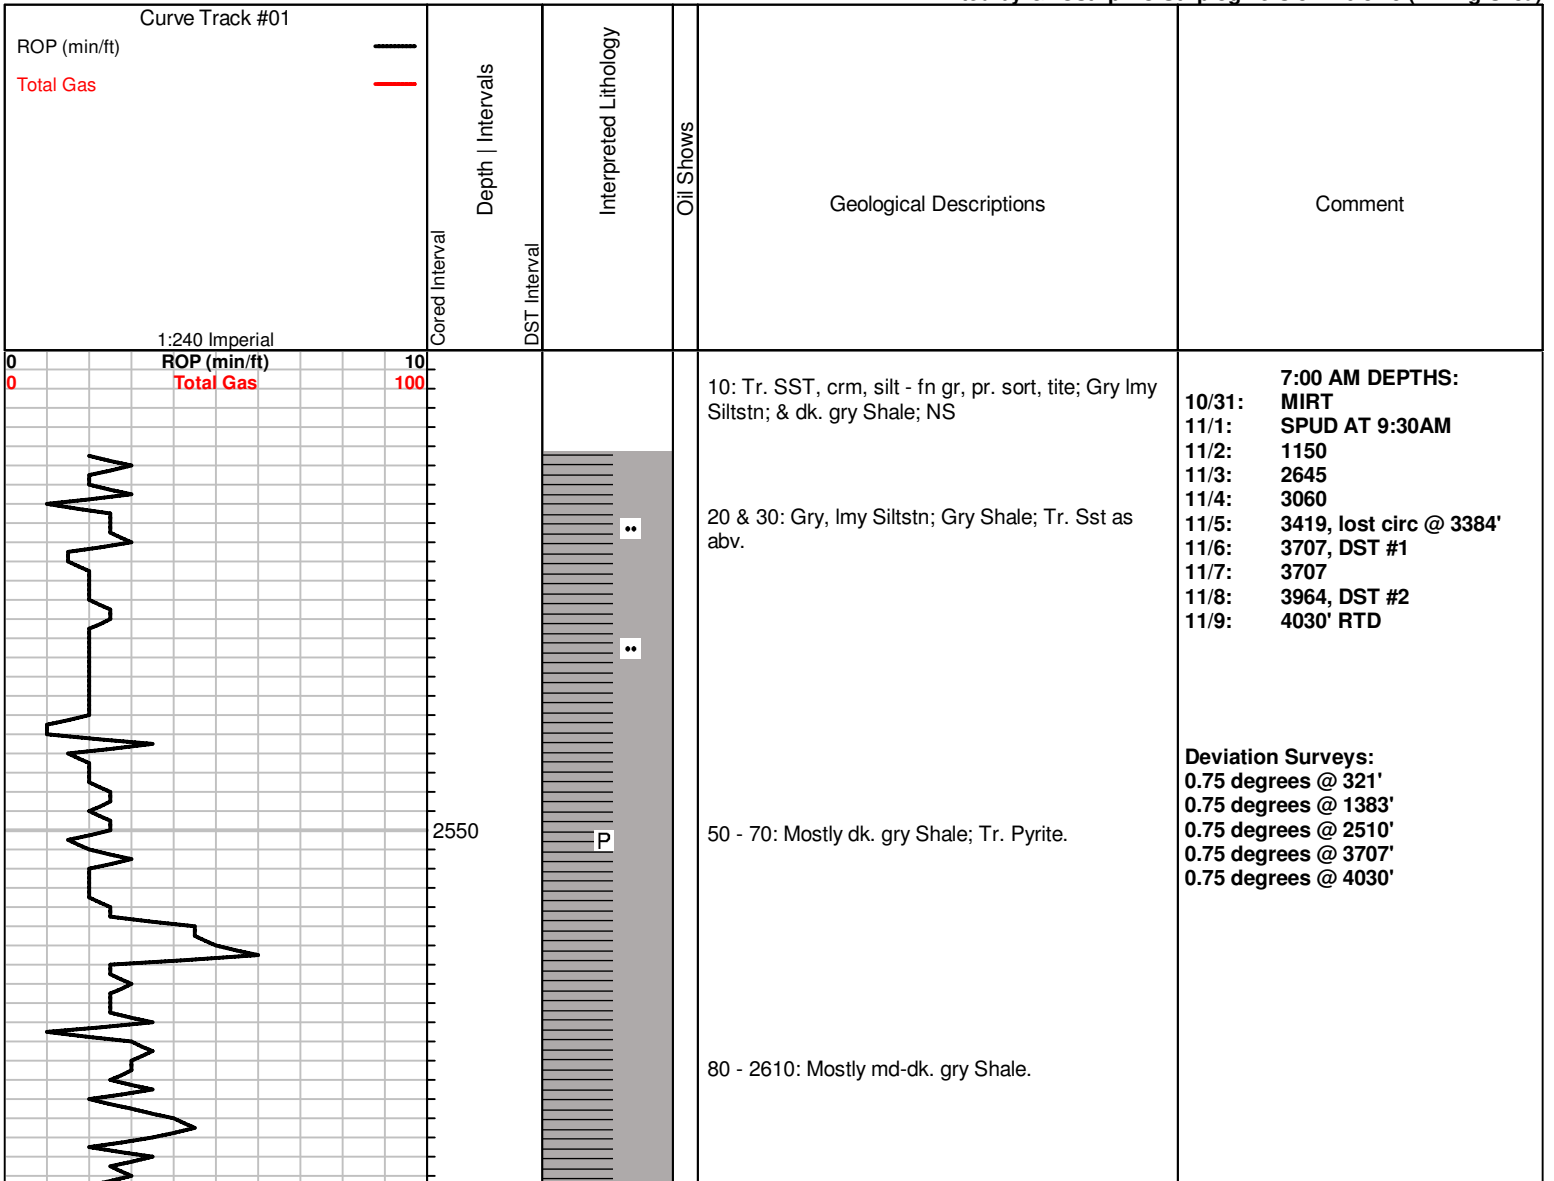 Curve Track #01
ROP (min/ft)
Total Gas
1:240 Imperial
Cored Interval
Depth | Intervals
DST Interval
Interpreted Lithology
Oil Shows
Geological Descriptions
Comment
0 ROP (min/ft) 10
0 Total Gas 100
10: Tr. SST, crm, silt - fn gr, pr. sort, tite; Gry lmy
Siltstn; & dk. gry Shale; NS
20 & 30: Gry, lmy Siltstn; Gry Shale; Tr. Sst as
abv.
2550
P
50 - 70: Mostly dk. gry Shale; Tr. Pyrite.
80 - 2610: Mostly md-dk. gry Shale.
7:00 AM DEPTHS:
10/31: MIRT
11/1: SPUD AT 9:30AM
11/2: 1150
11/3: 2645
11/4: 3060
11/5: 3419, lost circ @ 3384'
11/6: 3707, DST #1
11/7: 3707
11/8: 3964, DST #2
11/9: 4030' RTD
Deviation Surveys:
0.75 degrees @ 321'
0.75 degrees @ 1383'
0.75 degrees @ 2510'
0.75 degrees @ 3707'
0.75 degrees @ 4030'